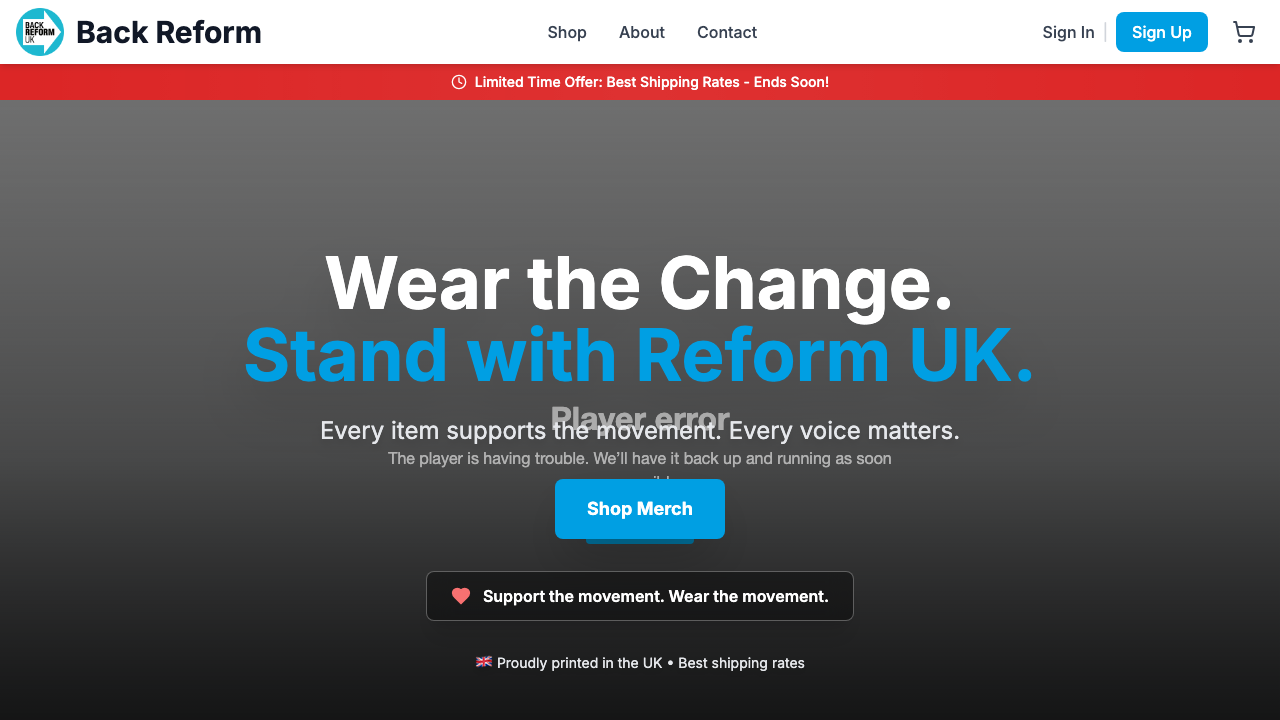 BACK
REFORM
UK
Back Reform
Shop
About
Contact
Sign In
Sign Up
Limited Time Offer: Best Shipping Rates - Ends Soon!
Wear the Change.
Stand with Reform UK.
Player error
Every item supports the movement. Every voice matters.
The player is having trouble. We’ll have it back up and running as soon
Shop Merch
Support the movement. Wear the movement.
🇬🇧 Proudly printed in the UK • Best shipping rates